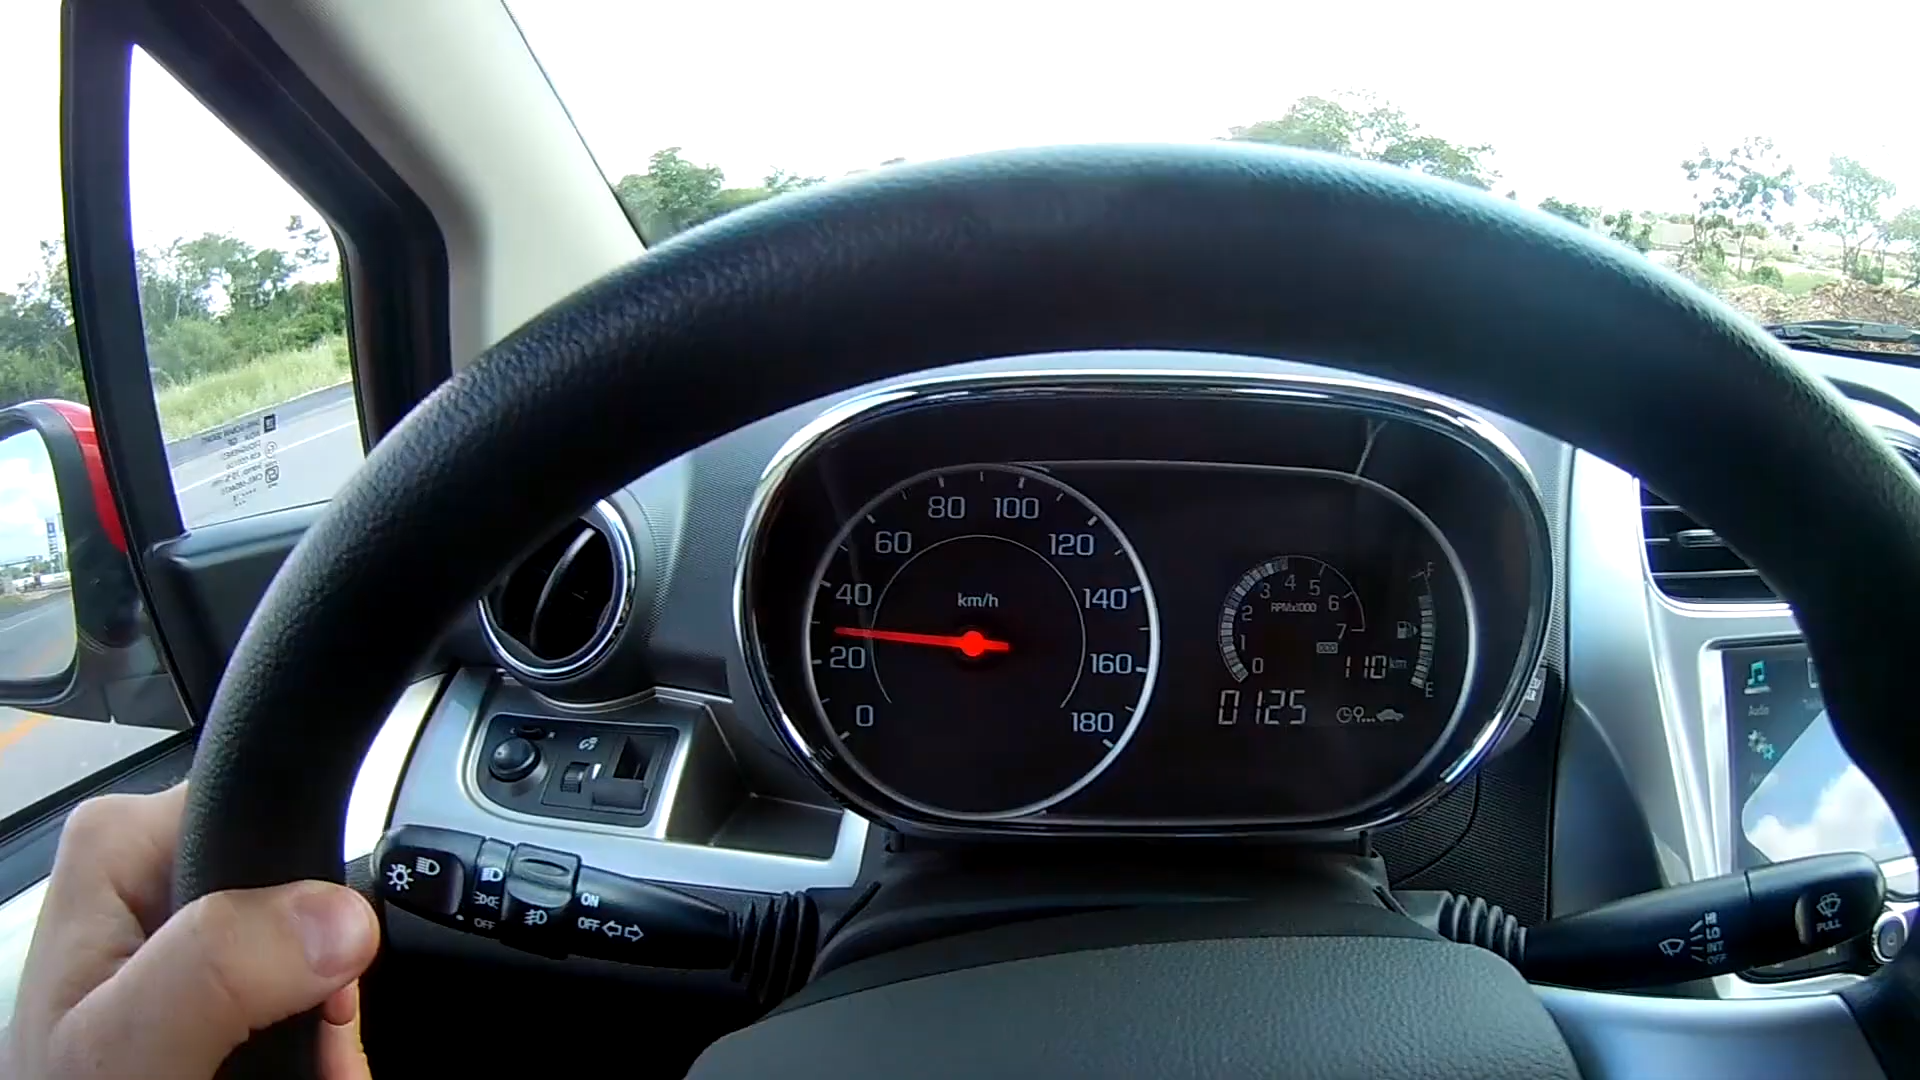 80 100
60 120
40 km/h 140
20 160
0 180
4 5
3 6
2 RPMx1000
1 7
0
F
110 km
E
0125
ON
OFF
OFF
HI
LO
INT
OFF
PULL
Audio